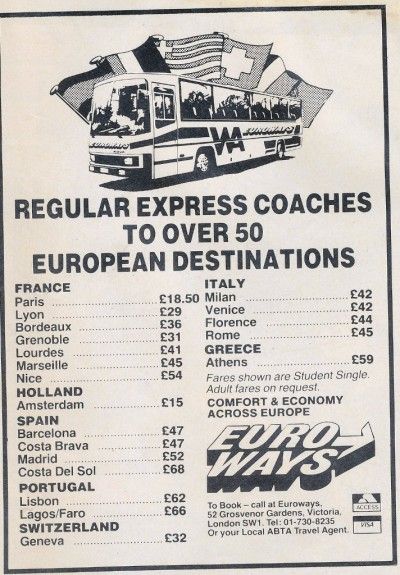 EUROWAYS
VIA
EUROWAYS
REGULAR EXPRESS COACHES
TO OVER 50
EUROPEAN DESTINATIONS
FRANCE
Paris £18.50
Lyon £29
Bordeaux £36
Grenoble £31
Lourdes £41
Marseille £45
Nice £54
HOLLAND
Amsterdam £15
SPAIN
Barcelona £47
Costa Brava £47
Madrid £52
Costa Del Sol £68
PORTUGAL
Lisbon £62
Lagos/Faro £66
SWITZERLAND
Geneva £32
ITALY
Milan £42
Venice £42
Florence £44
Rome £45
GREECE
Athens £59
Fares shown are Student Single.
Adult fares on request.
COMFORT & ECONOMY
ACROSS EUROPE
EURO
WAYS
To Book – call at Euroways,
52 Grosvenor Gardens, Victoria,
London SW1. Tel: 01-730-8235
Or your Local ABTA Travel Agent.
ACCESS
VISA